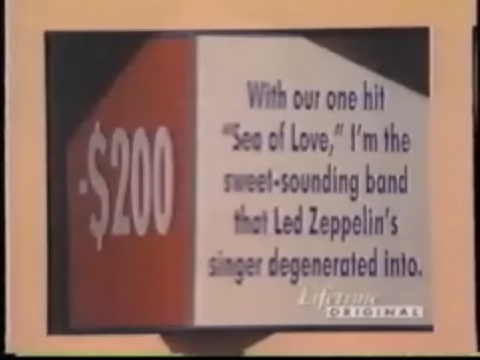 -$200
With our one hit
"Sea of Love," I'm the
sweet-sounding band
that Led Zeppelin's
singer degenerated into.
Lifetime
ORIGINAL